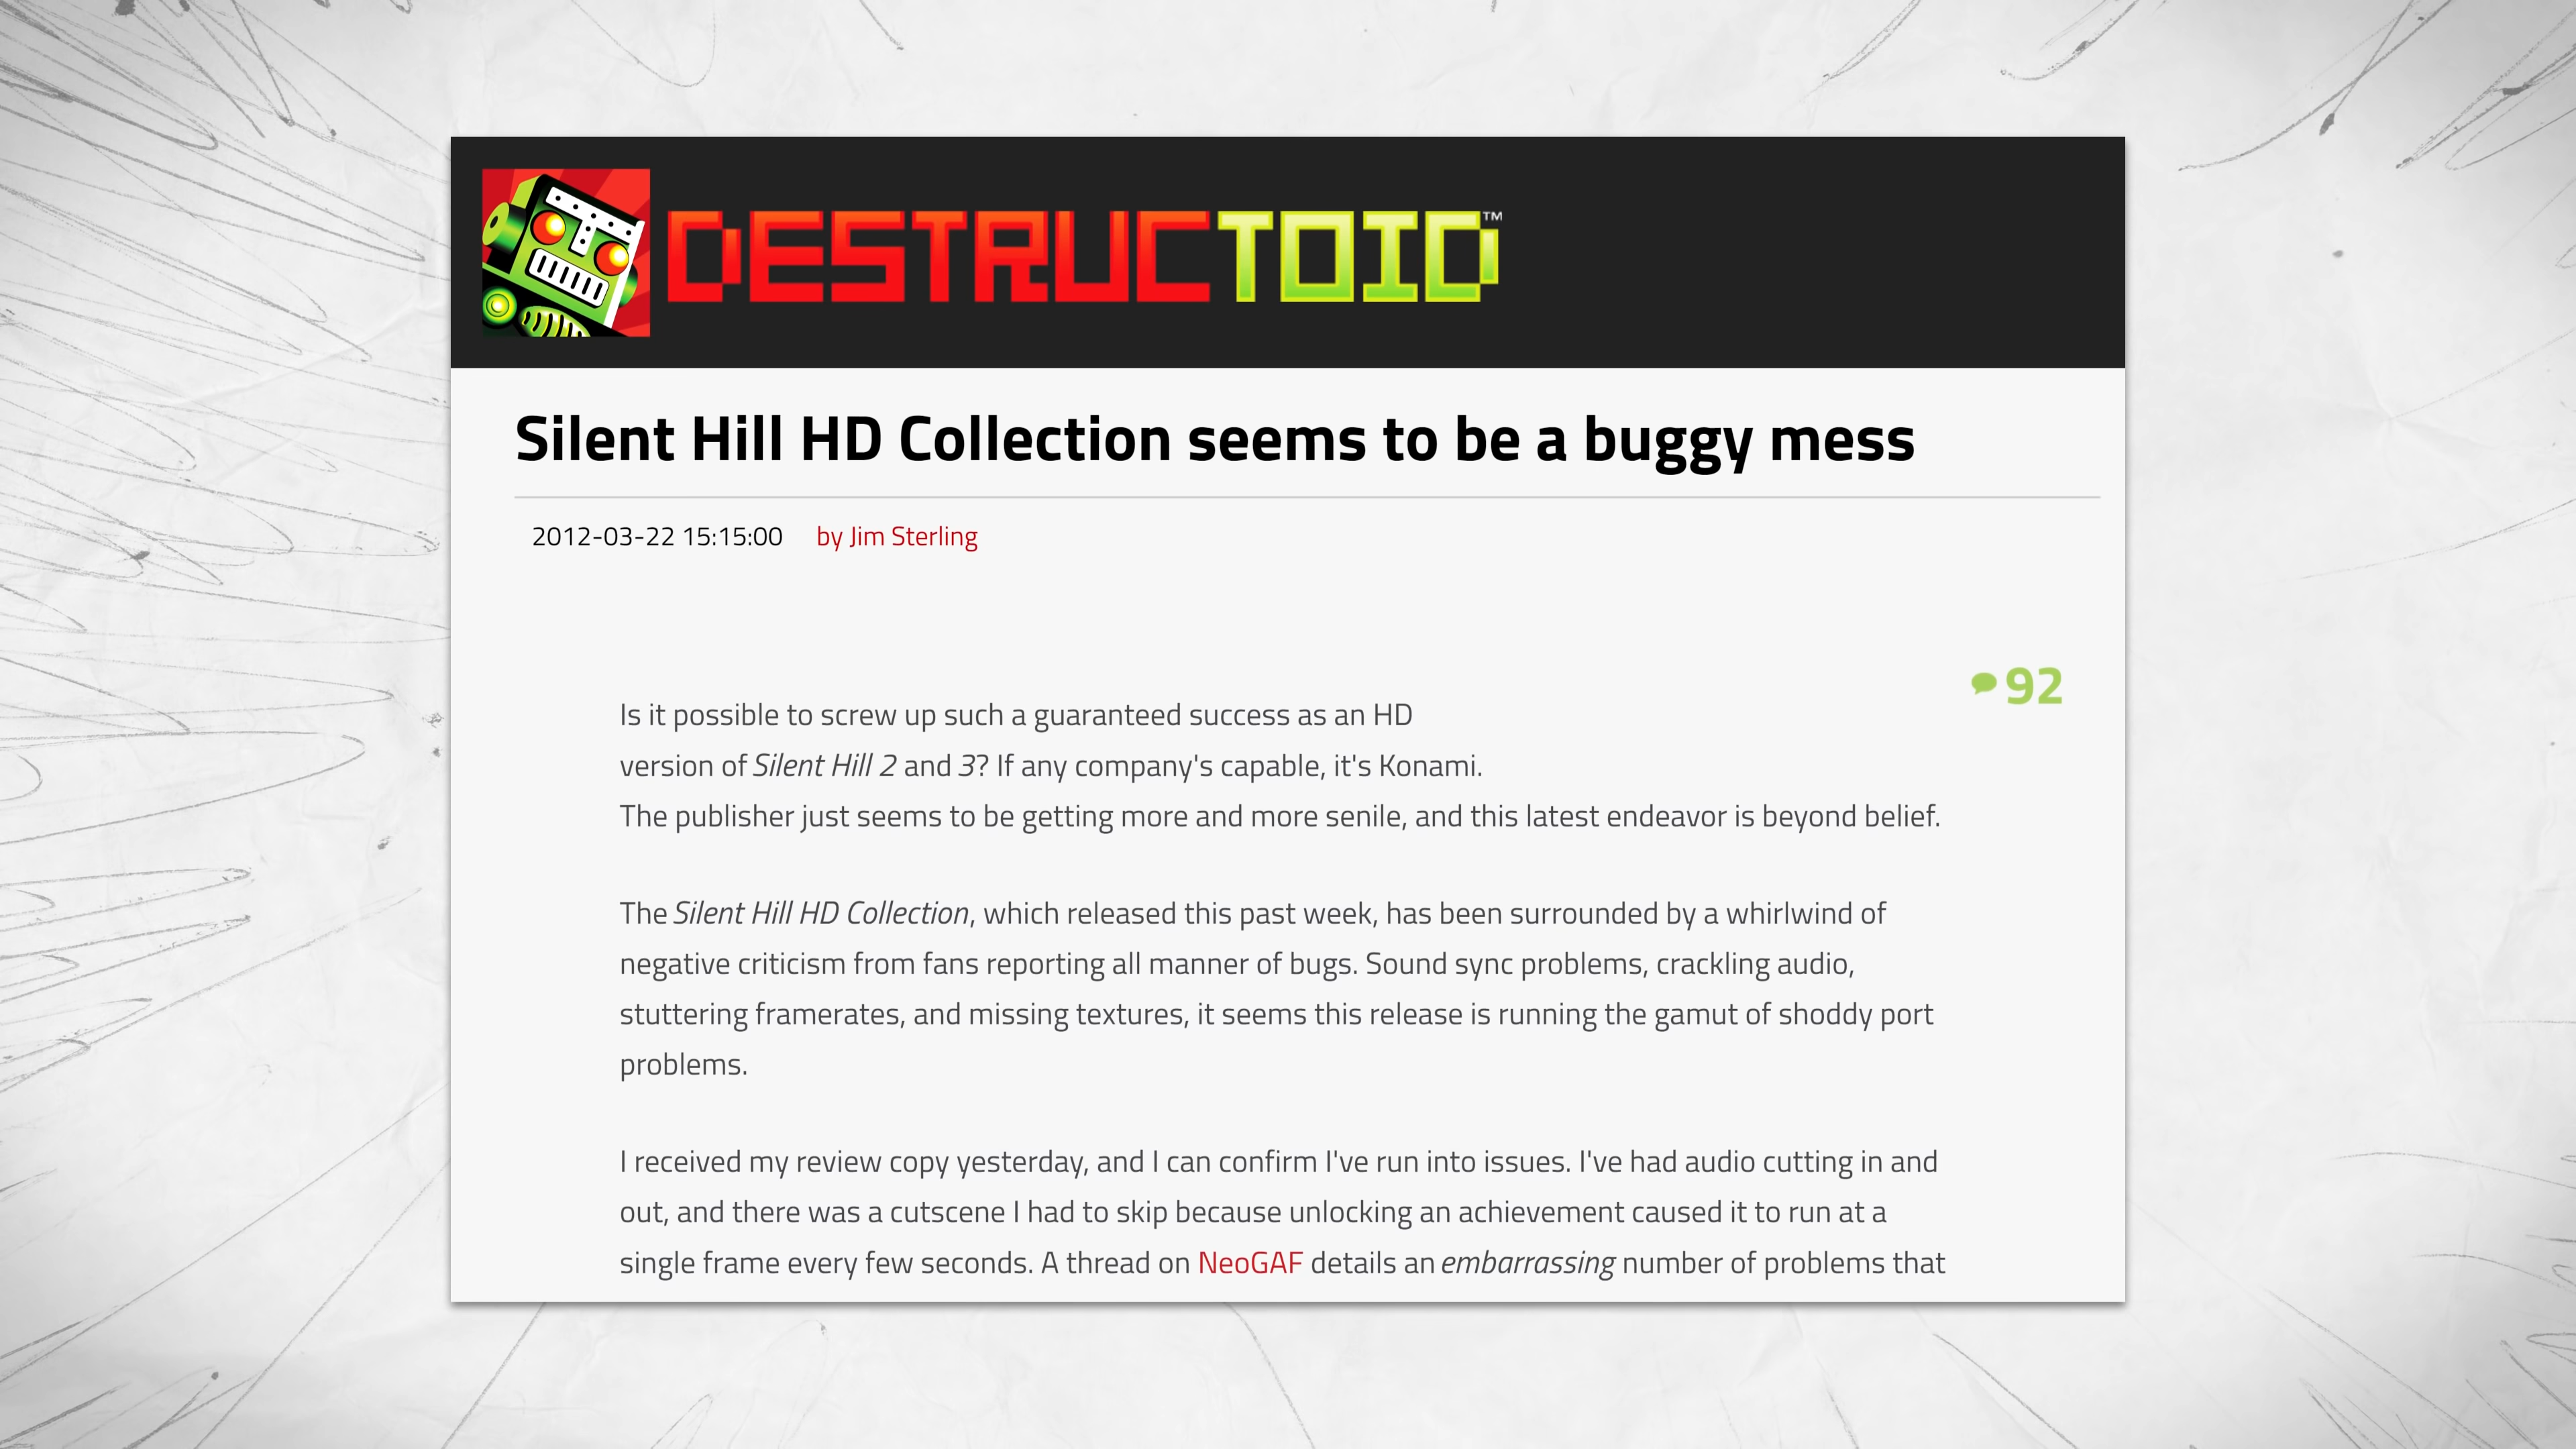 DESTRUCTOID™
Silent Hill HD Collection seems to be a buggy mess
2012-03-22 15:15:00 by Jim Sterling
92
Is it possible to screw up such a guaranteed success as an HD
version of Silent Hill 2 and 3? If any company's capable, it's Konami.
The publisher just seems to be getting more and more senile, and this latest endeavor is beyond belief.
The Silent Hill HD Collection, which released this past week, has been surrounded by a whirlwind of
negative criticism from fans reporting all manner of bugs. Sound sync problems, crackling audio,
stuttering framerates, and missing textures, it seems this release is running the gamut of shoddy port
problems.
I received my review copy yesterday, and I can confirm I've run into issues. I've had audio cutting in and
out, and there was a cutscene I had to skip because unlocking an achievement caused it to run at a
single frame every few seconds. A thread on NeoGAF details an embarrassing number of problems that